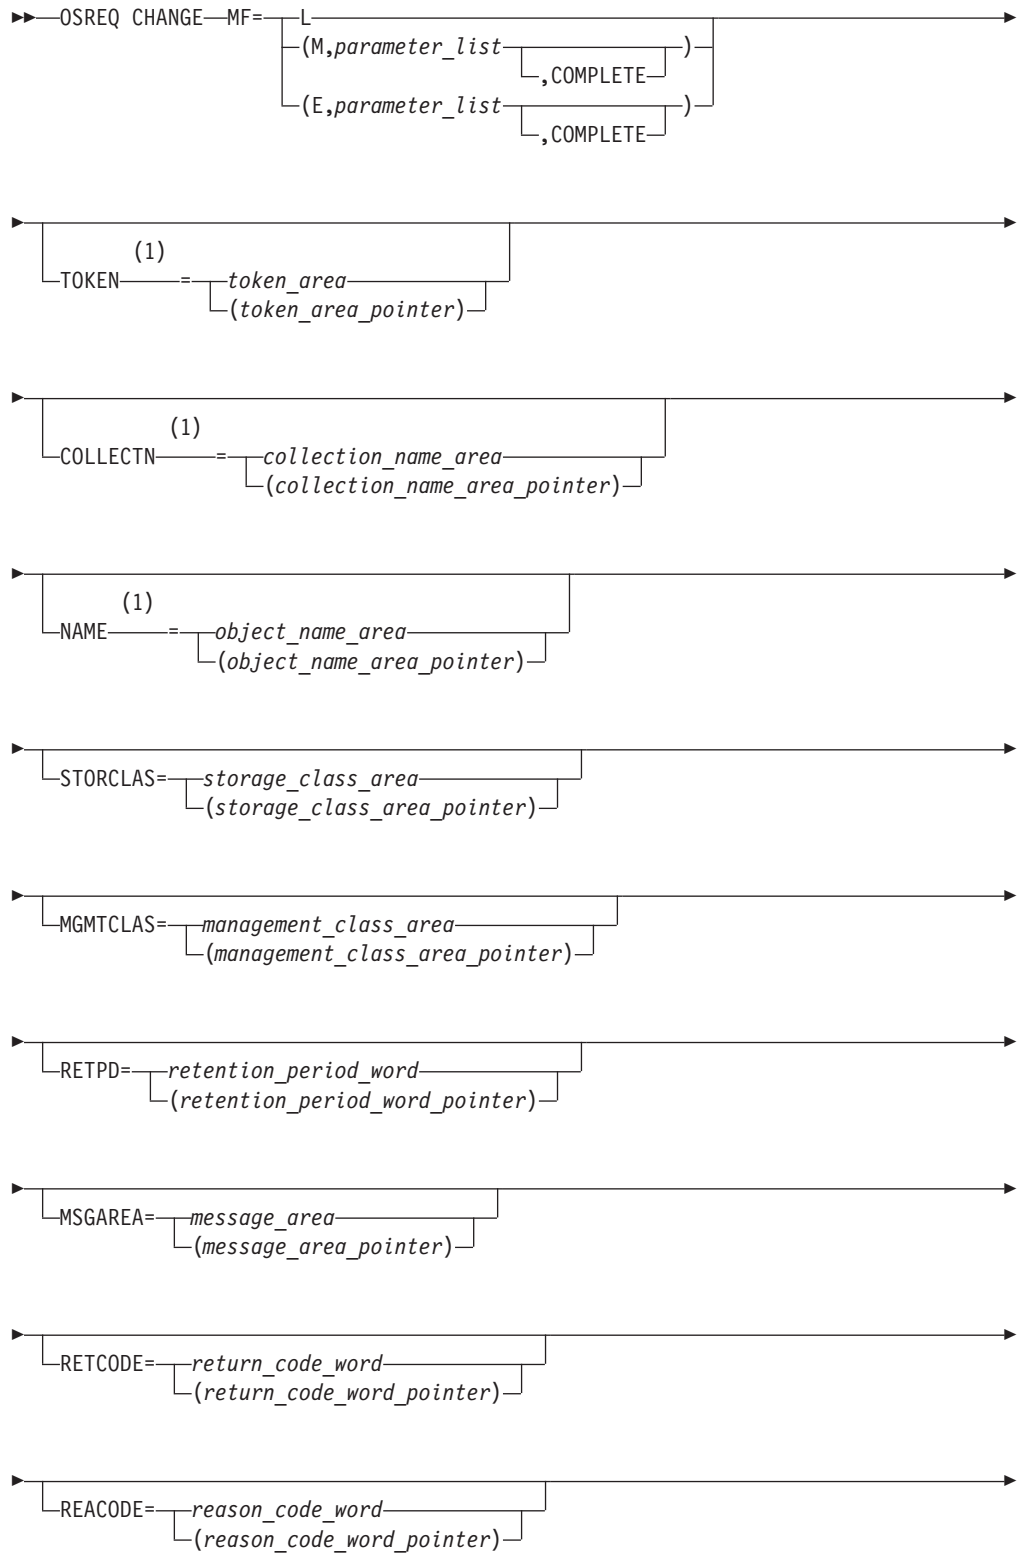 OSREQ CHANGE MF= L
(M,parameter_list )
,COMPLETE
(E,parameter_list )
,COMPLETE
(1)
TOKEN = token_area
(token_area_pointer)
(1)
COLLECTN = collection_name_area
(collection_name_area_pointer)
(1)
NAME = object_name_area
(object_name_area_pointer)
STORCLAS= storage_class_area
(storage_class_area_pointer)
MGMTCLAS= management_class_area
(management_class_area_pointer)
RETPD= retention_period_word
(retention_period_word_pointer)
MSGAREA= message_area
(message_area_pointer)
RETCODE= return_code_word
(return_code_word_pointer)
REACODE= reason_code_word
(reason_code_word_pointer)